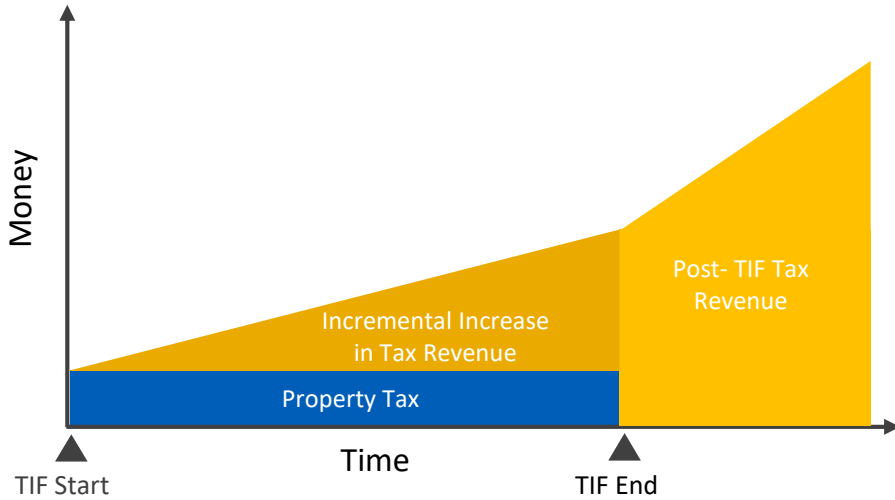 Money
Incremental Increase
in Tax Revenue
Post- TIF Tax
Revenue
Property Tax
Time
TIF Start
TIF End